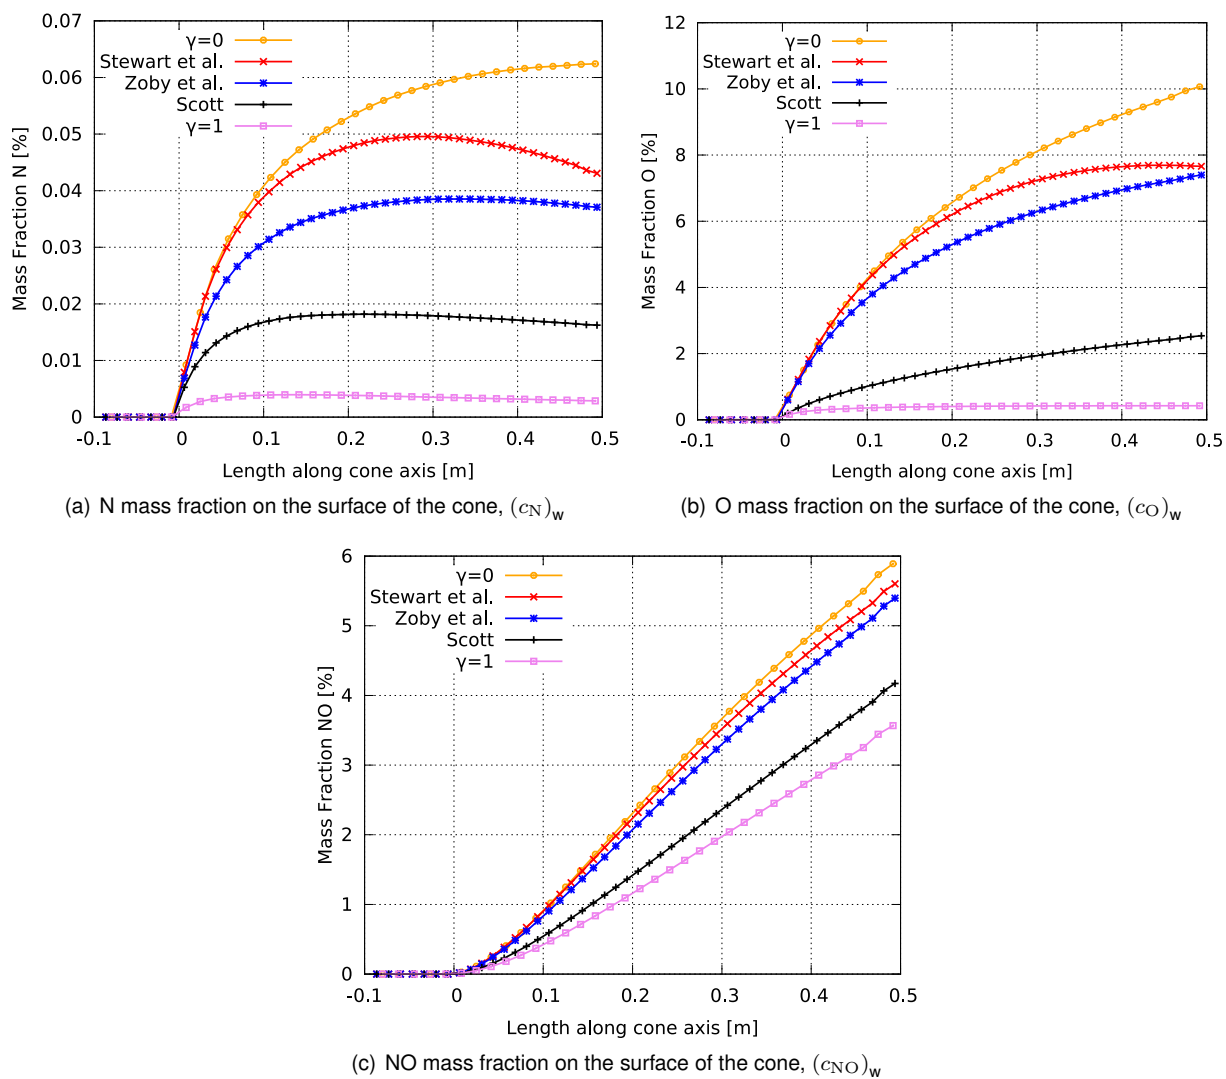 0.07
0.06
0.05
0.04
0.03
0.02
0.01
0
Mass Fraction N [%]
γ=0
Stewart et al.
Zoby et al.
Scott
γ=1
-0.1 0 0.1 0.2 0.3 0.4 0.5
Length along cone axis [m]
(a) N mass fraction on the surface of the cone, (c_N)_w
12
10
8
6
4
2
0
Mass Fraction O [%]
γ=0
Stewart et al.
Zoby et al.
Scott
γ=1
-0.1 0 0.1 0.2 0.3 0.4 0.5
Length along cone axis [m]
(b) O mass fraction on the surface of the cone, (c_O)_w
6
5
4
3
2
1
0
Mass Fraction NO [%]
γ=0
Stewart et al.
Zoby et al.
Scott
γ=1
-0.1 0 0.1 0.2 0.3 0.4 0.5
Length along cone axis [m]
(c) NO mass fraction on the surface of the cone, (c_NO)_w